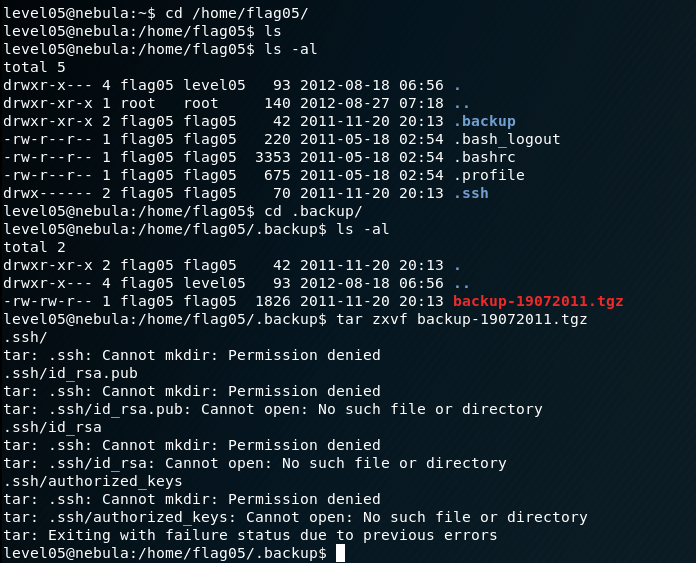 level05@nebula:~$ cd /home/flag05/
level05@nebula:/home/flag05$ ls
level05@nebula:/home/flag05$ ls -al
total 5
drwxr-x--- 4 flag05 level05   93 2012-08-18 06:56 .
drwxr-xr-x 1 root   root     140 2012-08-27 07:18 ..
drwxr-xr-x 2 flag05 flag05    42 2011-11-20 20:13 .backup
-rw-r--r-- 1 flag05 flag05   220 2011-05-18 02:54 .bash_logout
-rw-r--r-- 1 flag05 flag05  3353 2011-05-18 02:54 .bashrc
-rw-r--r-- 1 flag05 flag05   675 2011-05-18 02:54 .profile
drwx------ 2 flag05 flag05    70 2011-11-20 20:13 .ssh
level05@nebula:/home/flag05$ cd .backup/
level05@nebula:/home/flag05/.backup$ ls -al
total 2
drwxr-xr-x 2 flag05 flag05    42 2011-11-20 20:13 .
drwxr-x--- 4 flag05 level05   93 2012-08-18 06:56 ..
-rw-rw-r-- 1 flag05 flag05  1826 2011-11-20 20:13 backup-19072011.tgz
level05@nebula:/home/flag05/.backup$ tar zxvf backup-19072011.tgz
.ssh/
tar: .ssh: Cannot mkdir: Permission denied
.ssh/id_rsa.pub
tar: .ssh: Cannot mkdir: Permission denied
tar: .ssh/id_rsa.pub: Cannot open: No such file or directory
.ssh/id_rsa
tar: .ssh: Cannot mkdir: Permission denied
tar: .ssh/id_rsa: Cannot open: No such file or directory
.ssh/authorized_keys
tar: .ssh: Cannot mkdir: Permission denied
tar: .ssh/authorized_keys: Cannot open: No such file or directory
tar: Exiting with failure status due to previous errors
level05@nebula:/home/flag05/.backup$